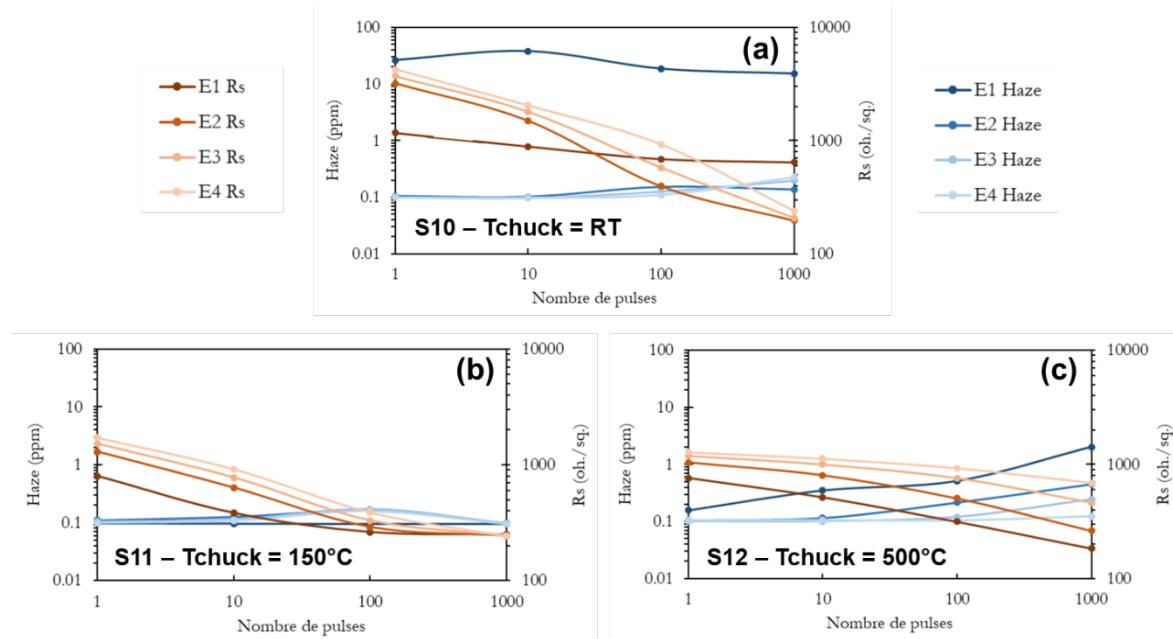 E1 Rs
E2 Rs
E3 Rs
E4 Rs
(a)
Haze (ppm)
100
10
1
0.1
0.01
10000
1000
100
Rs (oh./sq.)
S10 – Tchuck = RT
1 10 100 1000
Nombre de pulses
E1 Haze
E2 Haze
E3 Haze
E4 Haze
(b)
Haze (ppm)
100
10
1
0.1
0.01
10000
1000
100
Rs (oh./sq.)
S11 – Tchuck = 150°C
1 10 100 1000
Nombre de pulses
(c)
Haze (ppm)
100
10
1
0.1
0.01
10000
1000
100
Rs (oh./sq.)
S12 – Tchuck = 500°C
1 10 100 1000
Nombre de pulses